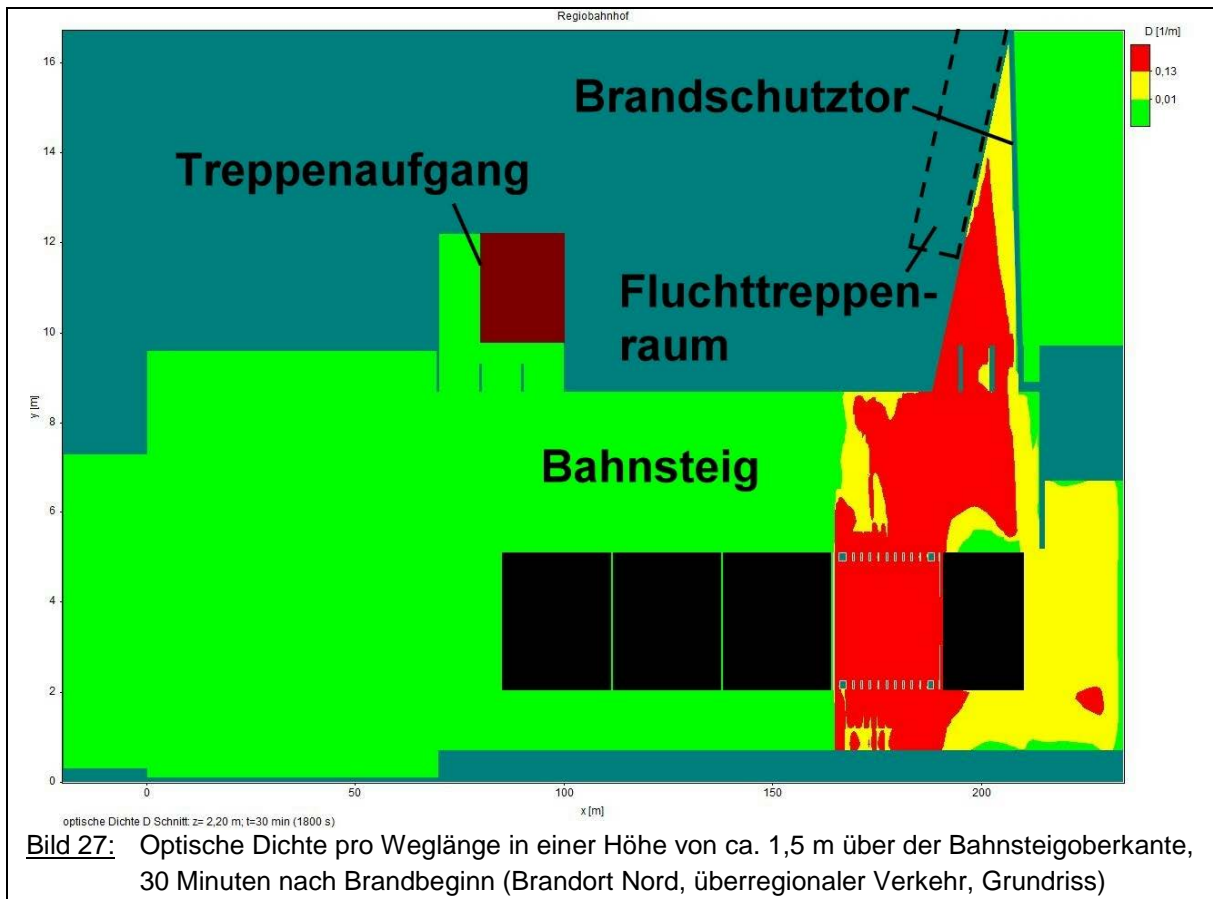 Regiobahnhof
D [1/m]
0,13
0,01
Brandschutztor
Treppenaufgang
Fluchttreppen-
raum
Bahnsteig
y [m]
16
14
12
10
8
6
4
2
0
0
50
100
150
200
x [m]
optische Dichte D Schnitt: z= 2,20 m; t=30 min (1800 s)
Bild 27: Optische Dichte pro Weglänge in einer Höhe von ca. 1,5 m über der Bahnsteigoberkante,
30 Minuten nach Brandbeginn (Brandort Nord, überregionaler Verkehr, Grundriss)